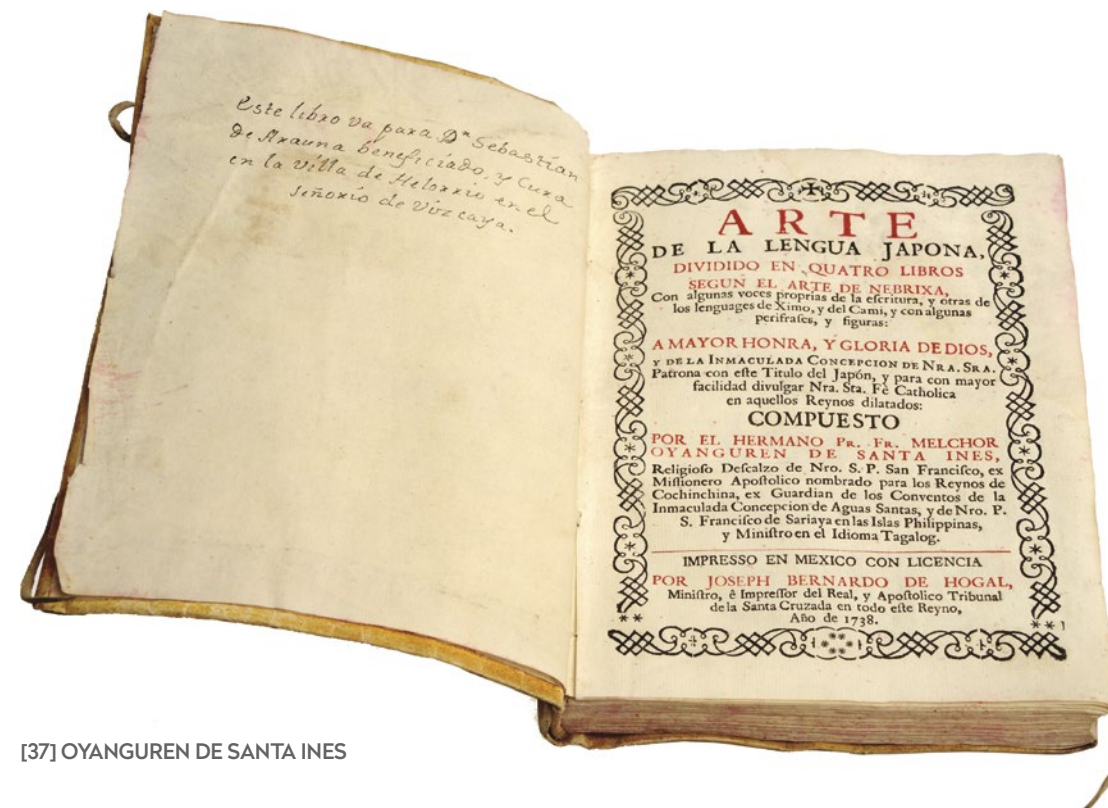 Este libro va para Dn Sebastian
de Arauna beneficiado, y Cura
en la villa de Helorrio en el
señorio de Vizcaya.
ARTE
DE LA LENGUA JAPONA,
DIVIDIDO EN QUATRO LIBROS
SEGUN EL ARTE DE NEBRIXA,
Con algunas voces proprias de la eſcritura, y otras de
los lenguages de Ximo, y del Cami, y con algunas
perifraſes, y figuras:
A MAYOR HONRA, Y GLORIA DE DIOS,
Y DE LA INMACULADA CONCEPCION DE NRA. SRA.
Patrona con eſte Titulo del Japón, y para con mayor
facilidad divulgar Nra. Sta. Fè Catholica
en aquellos Reynos dilatados:
COMPUESTO
POR EL HERMANO PR. FR. MELCHOR
OYANGUREN DE SANTA INES,
Religioſo Deſcalzo de Nro. S. P. San Franciſco, ex
Miſsionero Apoſtolico nombrado para los Reynos de
Cochinchina, ex Guardian de los Conventos de la
Inmaculada Concepcion de Aguas Santas, y de Nro. P.
S. Franciſco de Sariaya en las Islas Philippinas,
y Miniſtro en el Idioma Tagalog.
IMPRESSO EN MEXICO CON LICENCIA
POR JOSEPH BERNARDO DE HOGAL,
Miniſtro, ê Impreſſor del Real, y Apoſtolico Tribunal
de la Santa Cruzada en todo eſte Reyno,
Año de 1738.
[37] OYANGUREN DE SANTA INES